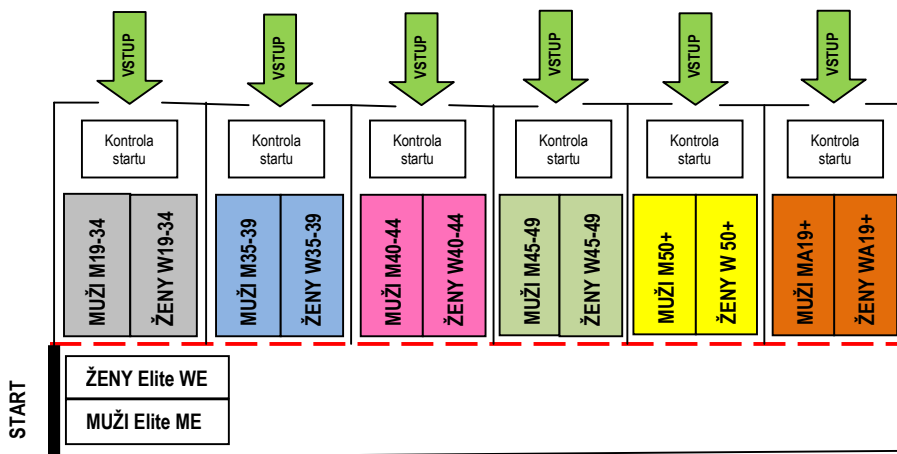 VSTUP
VSTUP
VSTUP
VSTUP
VSTUP
VSTUP
Kontrola
startu
Kontrola
startu
Kontrola
startu
Kontrola
startu
Kontrola
startu
Kontrola
startu
MUŽI M19-34
ŽENY W19-34
MUŽI M35-39
ŽENY W35-39
MUŽI M40-44
ŽENY W40-44
MUŽI M45-49
ŽENY W45-49
MUŽI M50+
ŽENY W 50+
MUŽI MA19+
ŽENY WA19+
START
ŽENY Elite WE
MUŽI Elite ME